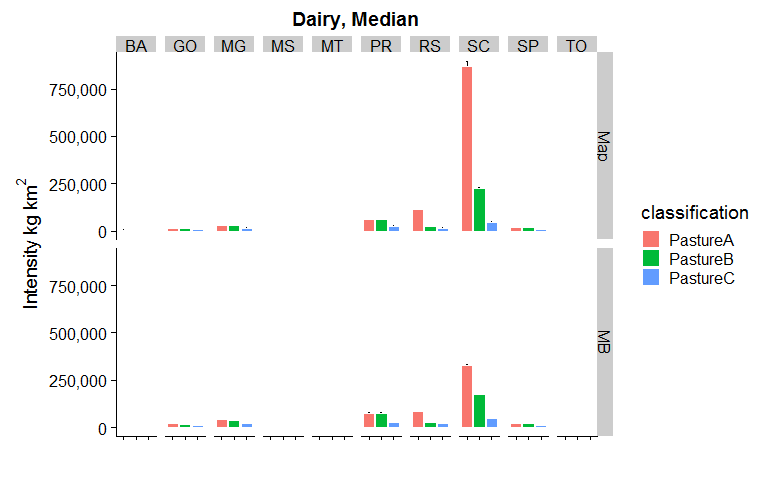 Dairy, Median
BA GO MG MS MT PR RS SC SP TO
Intensity kg km²
750,000
500,000
250,000
0
Map
750,000
500,000
250,000
0
MB
classification
PastureA
PastureB
PastureC